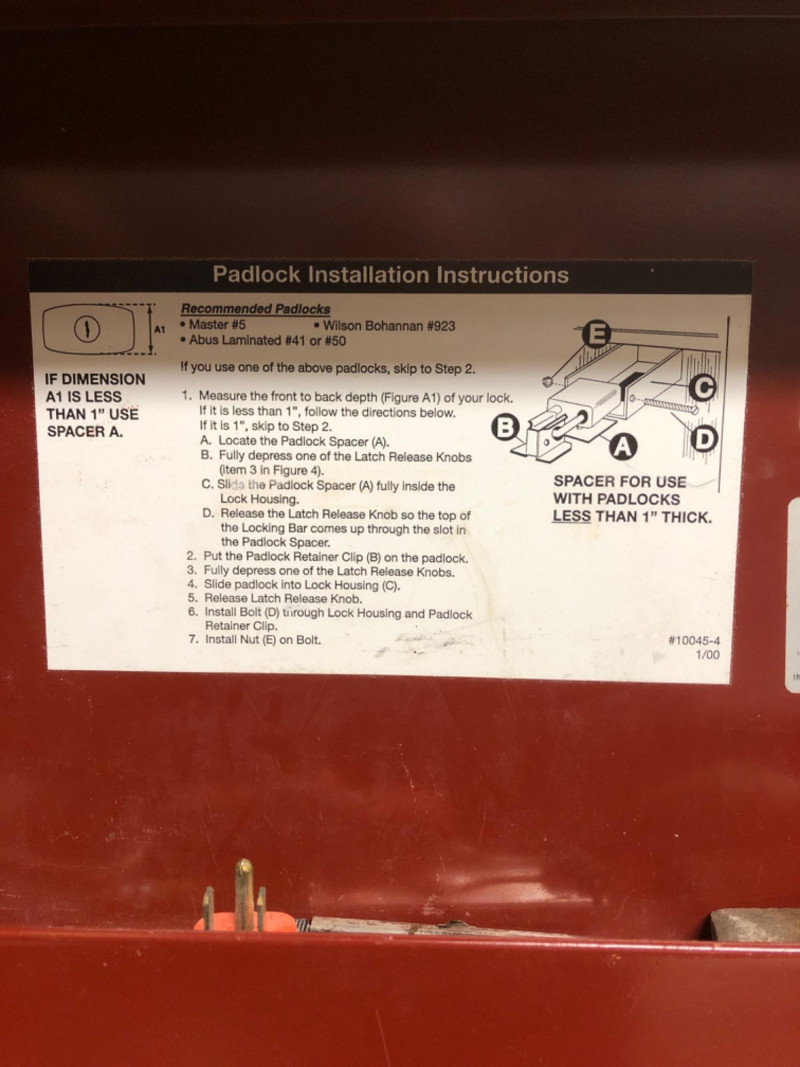 Padlock Installation Instructions
A1
IF DIMENSION
A1 IS LESS
THAN 1" USE
SPACER A.
Recommended Padlocks
• Master #5 • Wilson Bohannan #923
• Abus Laminated #41 or #50
If you use one of the above padlocks, skip to Step 2.
1. Measure the front to back depth (Figure A1) of your lock.
If it is less than 1", follow the directions below.
If it is 1", skip to Step 2.
A. Locate the Padlock Spacer (A).
B. Fully depress one of the Latch Release Knobs
(item 3 in Figure 4).
C. Slide the Padlock Spacer (A) fully inside the
Lock Housing.
D. Release the Latch Release Knob so the top of
the Locking Bar comes up through the slot in
the Padlock Spacer.
2. Put the Padlock Retainer Clip (B) on the padlock.
3. Fully depress one of the Latch Release Knobs.
4. Slide padlock into Lock Housing (C).
5. Release Latch Release Knob.
6. Install Bolt (D) through Lock Housing and Padlock
Retainer Clip.
7. Install Nut (E) on Bolt.
E
C
B
A
D
SPACER FOR USE
WITH PADLOCKS
LESS THAN 1" THICK.
#10045-4
1/00